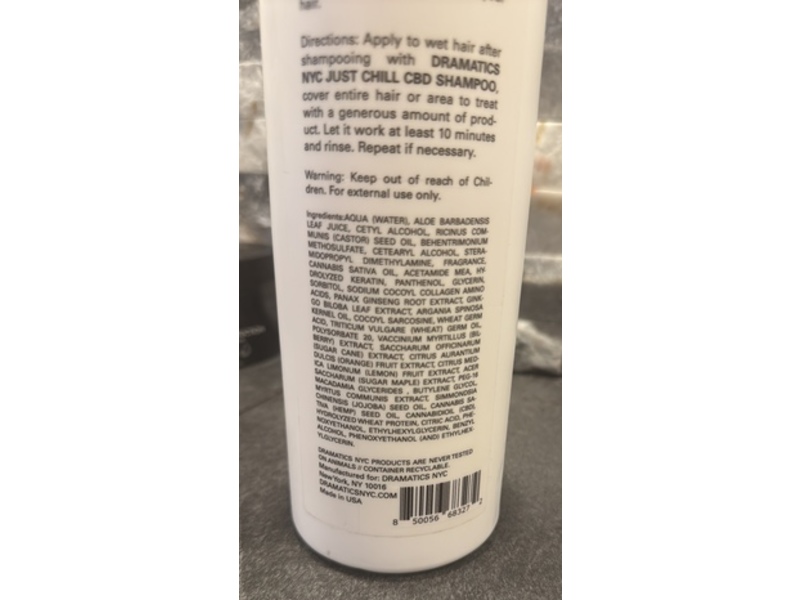 hair.
Directions: Apply to wet hair after
shampooing with DRAMATICS
NYC JUST CHILL CBD SHAMPOO,
cover entire hair or area to treat
with a generous amount of prod-
uct. Let it work at least 10 minutes
and rinse. Repeat if necessary.
Warning: Keep out of reach of Chil-
dren. For external use only.
Ingredients:AQUA (WATER), ALOE BARBADENSIS
LEAF JUICE, CETYL ALCOHOL, RICINUS COM-
MUNIS (CASTOR) SEED OIL, BEHENTRIMONIUM
METHOSULFATE, CETEARYL ALCOHOL, STERA-
MIDOPROPYL DIMETHYLAMINE, FRAGRANCE,
CANNABIS SATIVA OIL, ACETAMIDE MEA, HY-
DROLYZED KERATIN, PANTHENOL, GLYCERIN,
SORBITOL, SODIUM COCOYL COLLAGEN AMINO
ACIDS, PANAX GINSENG ROOT EXTRACT, GINK-
GO BILOBA LEAF EXTRACT, ARGANIA SPINOSA
KERNEL OIL, COCOYL SARCOSINE, WHEAT GERM
ACID, TRITICUM VULGARE (WHEAT) GERM OIL,
POLYSORBATE 20, VACCINIUM MYRTILLUS (BIL-
BERRY) EXTRACT, SACCHARUM OFFICINARUM
(SUGAR CANE) EXTRACT, CITRUS AURANTIUM
DULCIS (ORANGE) FRUIT EXTRACT, CITRUS MED-
ICA LIMONUM (LEMON) FRUIT EXTRACT, ACER
SACCHARUM (SUGAR MAPLE) EXTRACT, PEG-16
MACADAMIA GLYCERIDES , BUTYLENE GLYCOL,
MYRTUS COMMUNIS EXTRACT, SIMMONDSIA
CHINENSIS (JOJOBA) SEED OIL, CANNABIS SA-
TIVA (HEMP) SEED OIL, CANNABIDIOL (CBD),
HYDROLYZED WHEAT PROTEIN, CITRIC ACID, PHE-
NOXYETHANOL, ETHYLHEXYLGLYCERIN, BENZYL
ALCOHOL, PHENOXYETHANOL (AND) ETHYLHEX-
YLGLYCERIN.
DRAMATICS NYC PRODUCTS ARE NEVER TESTED
ON ANIMALS // CONTAINER RECYCLABLE.
Manufactured for: DRAMATICS NYC
NewYork, NY 10016
DRAMATICSNYC.COM
Made in USA
8 50056 68327 2